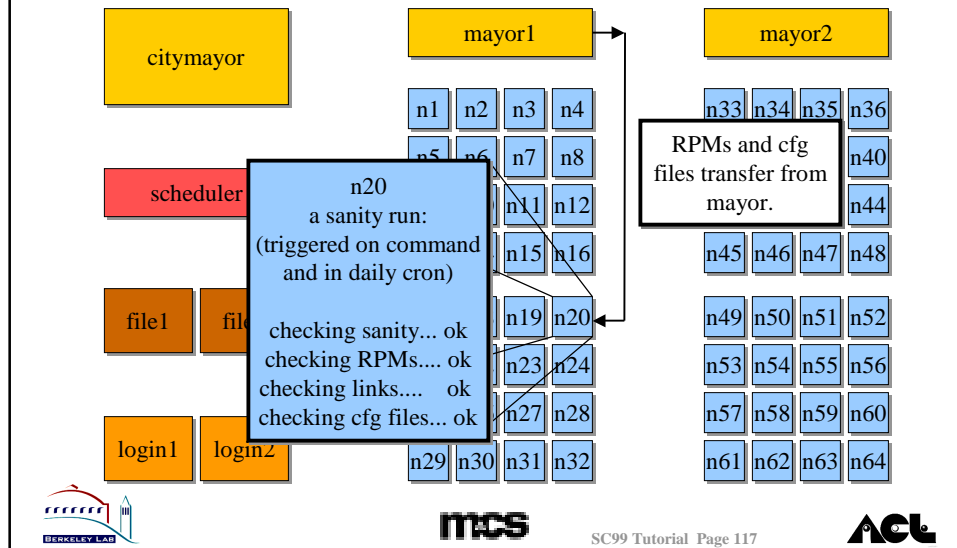 citymayor
mayor1
mayor2
n1 n2 n3 n4
n33 n34 n35 n36
n5 n6 n7 n8
n40
n11 n12
n44
n15 n16
n45 n46 n47 n48
n19 n20
n49 n50 n51 n52
n23 n24
n53 n54 n55 n56
n27 n28
n57 n58 n59 n60
n29 n30 n31 n32
n61 n62 n63 n64
scheduler
file1
login1 login2
n20
a sanity run:
(triggered on command
and in daily cron)
checking sanity... ok
checking RPMs.... ok
checking links.... ok
checking cfg files... ok
RPMs and cfg
files transfer from
mayor.
BERKELEY LAB
mcs
SC99 Tutorial Page 117
ACL